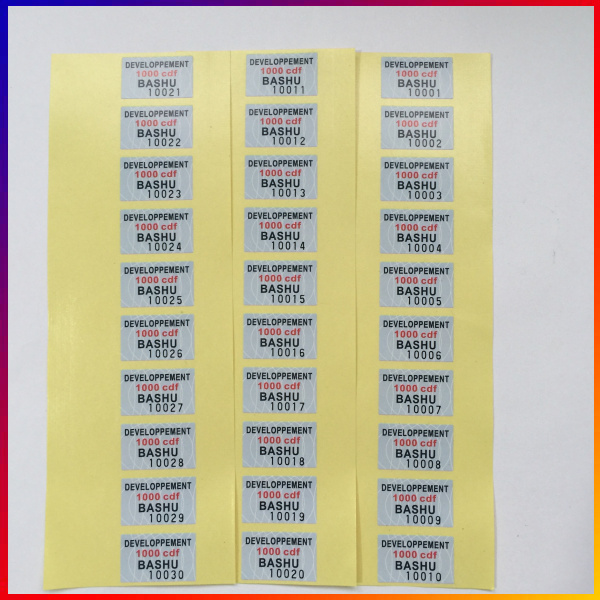 DEVELOPPEMENT
1000 cdf
BASHU
10021
DEVELOPPEMENT
1000 cdf
BASHU
10022
DEVELOPPEMENT
1000 cdf
BASHU
10023
DEVELOPPEMENT
1000 cdf
BASHU
10024
DEVELOPPEMENT
1000 cdf
BASHU
10025
DEVELOPPEMENT
1000 cdf
BASHU
10026
DEVELOPPEMENT
1000 cdf
BASHU
10027
DEVELOPPEMENT
1000 cdf
BASHU
10028
DEVELOPPEMENT
1000 cdf
BASHU
10029
DEVELOPPEMENT
1000 cdf
BASHU
10030
DEVELOPPEMENT
1000 cdf
BASHU
10011
DEVELOPPEMENT
1000 cdf
BASHU
10012
DEVELOPPEMENT
1000 cdf
BASHU
10013
DEVELOPPEMENT
1000 cdf
BASHU
10014
DEVELOPPEMENT
1000 cdf
BASHU
10015
DEVELOPPEMENT
1000 cdf
BASHU
10016
DEVELOPPEMENT
1000 cdf
BASHU
10017
DEVELOPPEMENT
1000 cdf
BASHU
10018
DEVELOPPEMENT
1000 cdf
BASHU
10019
DEVELOPPEMENT
1000 cdf
BASHU
10020
DEVELOPPEMENT
1000 cdf
BASHU
10001
DEVELOPPEMENT
1000 cdf
BASHU
10002
DEVELOPPEMENT
1000 cdf
BASHU
10003
DEVELOPPEMENT
1000 cdf
BASHU
10004
DEVELOPPEMENT
1000 cdf
BASHU
10005
DEVELOPPEMENT
1000 cdf
BASHU
10006
DEVELOPPEMENT
1000 cdf
BASHU
10007
DEVELOPPEMENT
1000 cdf
BASHU
10008
DEVELOPPEMENT
1000 cdf
BASHU
10009
DEVELOPPEMENT
1000 cdf
BASHU
10010